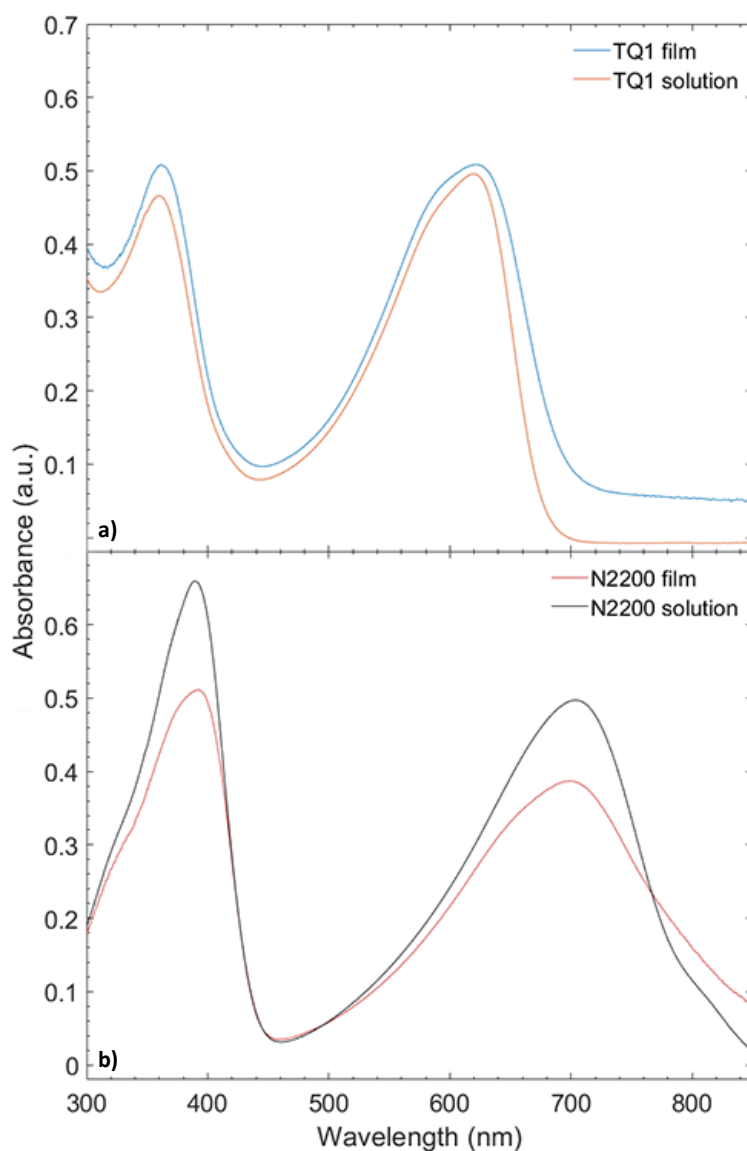 0.7
TQ1 film
TQ1 solution
0.6
0.5
0.4
0.3
0.2
0.1
a)
Absorbance (a.u.)
N2200 film
N2200 solution
0.6
0.5
0.4
0.3
0.2
0.1
0
b)
300 400 500 600 700 800
Wavelength (nm)